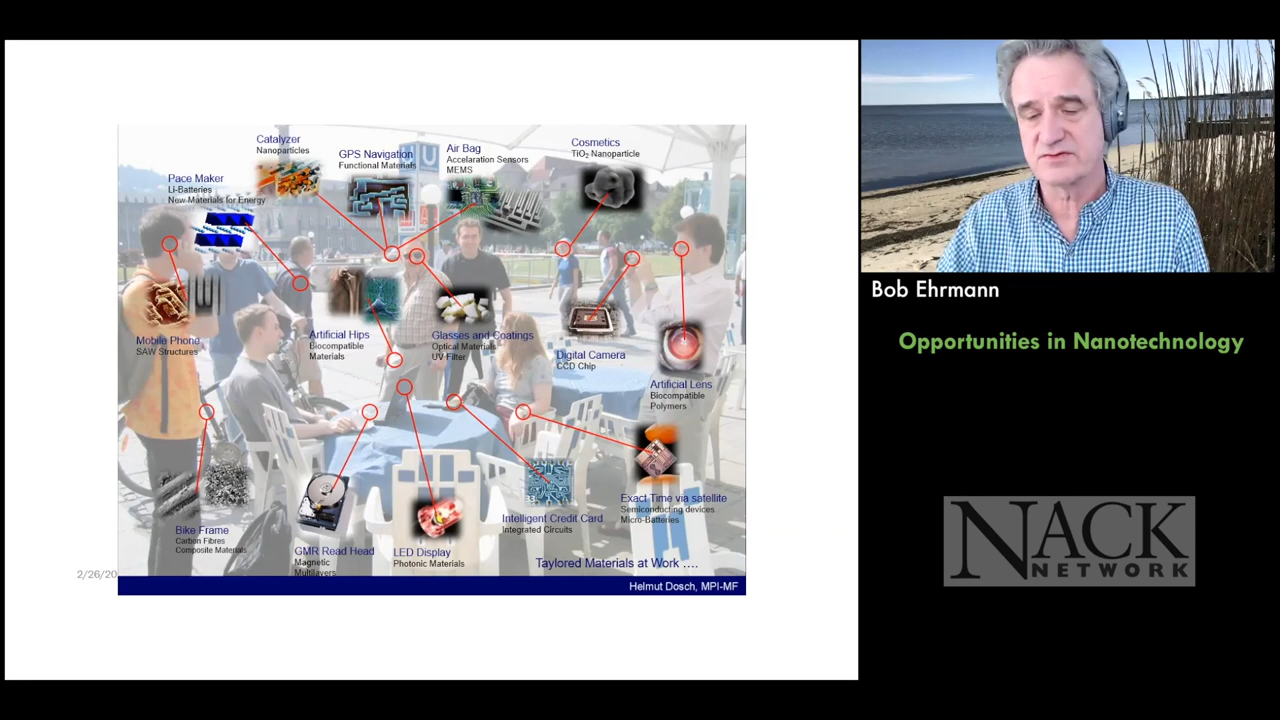 Catalyzer
Nanoparticles
GPS Navigation
Functional Materials
Air Bag
Accelaration Sensors
MEMS
Cosmetics
TiO2 Nanoparticle
Pace Maker
Li-Batteries
New Materials for Energy
Mobile Phone
SAW Structures
Artificial Hips
Biocompatible
Materials
Glasses and Coatings
Optical Materials
UV Filter
Digital Camera
CCD Chip
Artificial Lens
Biocompatible
Polymers
Bike Frame
Carbon Fibres
Composite Materials
GMR Read Head
Magnetic
Multilayers
LED Display
Photonic Materials
Intelligent Credit Card
Integrated Circuits
Exact Time via satellite
Semiconducting devices
Micro-Batteries
Taylored Materials at Work ....
2/26/20
Helmut Dosch, MPI-MF
U
Bob Ehrmann
Opportunities in Nanotechnology
NACK
NETWORK